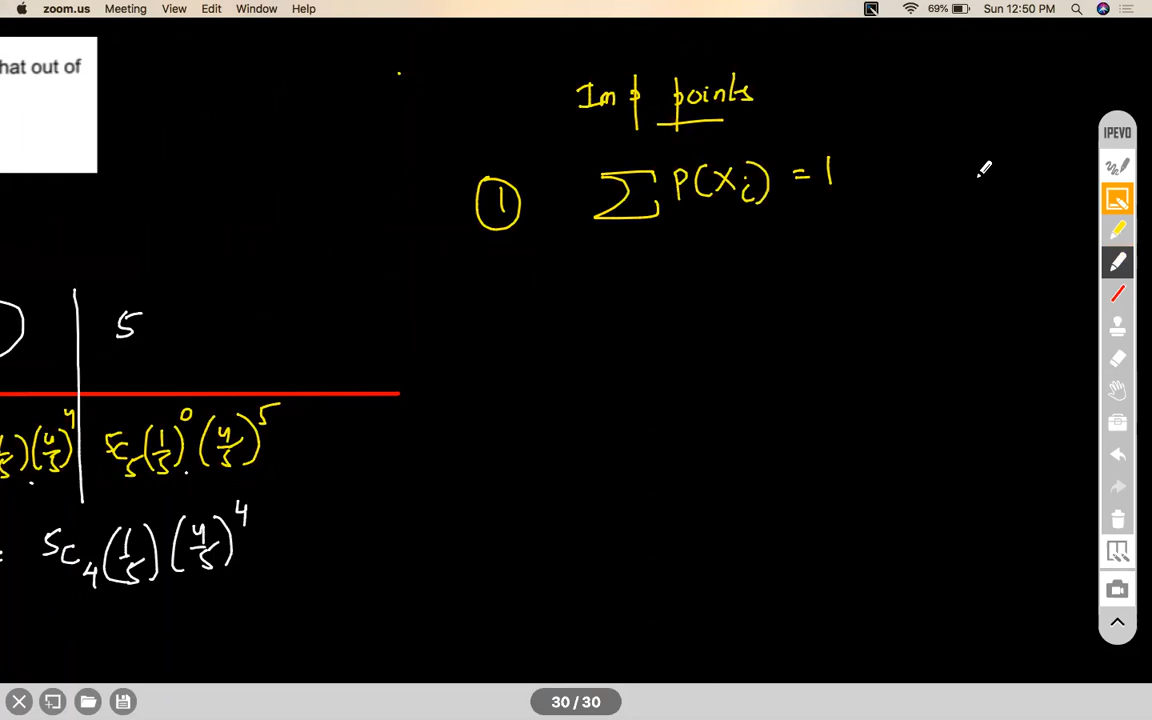 zoom.us Meeting View Edit Window Help 69% Sun 12:50 PM
hat out of
Imp points
① ∑ P(Xi) = 1
IPEVO
5
5C5 (1/5)^0 (4/5)^5
5C4 (1/5) (4/5)^4
30 / 30